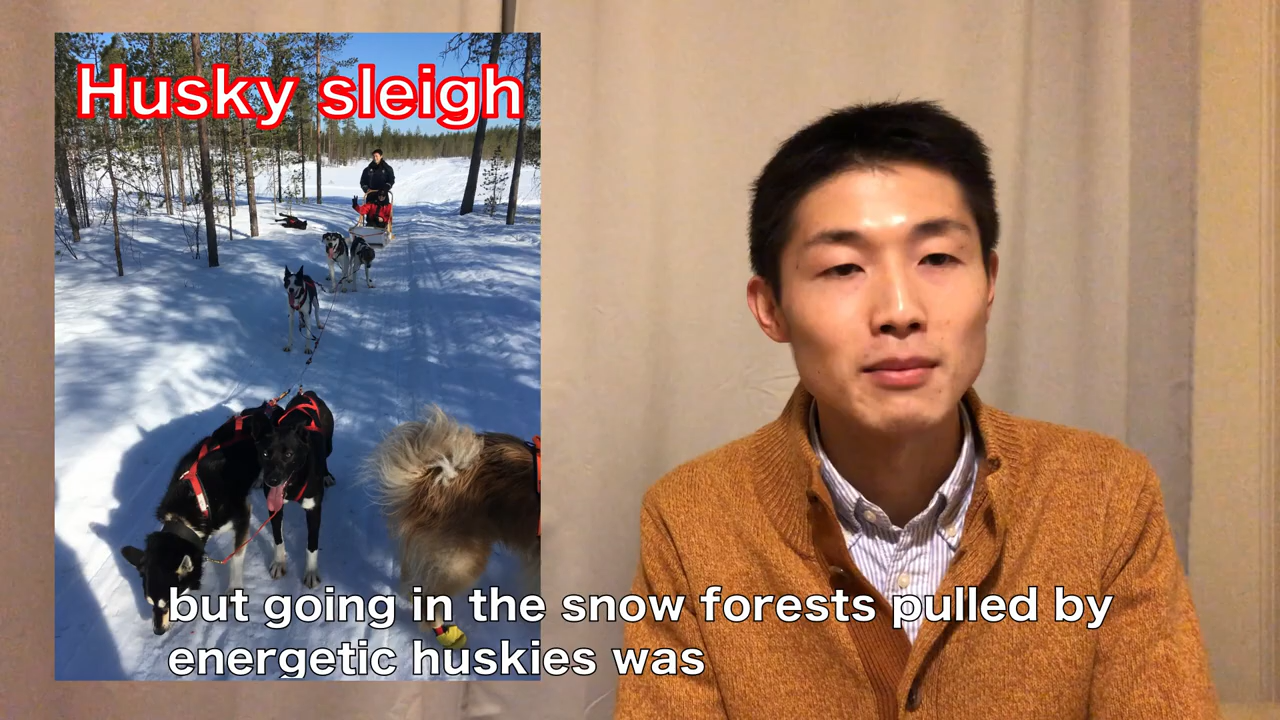 Husky sleigh
but going in the snow forests pulled by
energetic huskies was